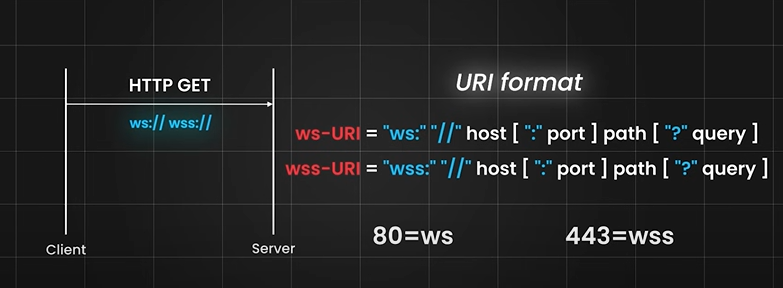 HTTP GET
ws:// wss://
Client
Server
URI format
ws-URI = "ws:" "//" host [ ":" port ] path [ "?" query ]
wss-URI = "wss:" "//" host [ ":" port ] path [ "?" query ]
80=ws
443=wss